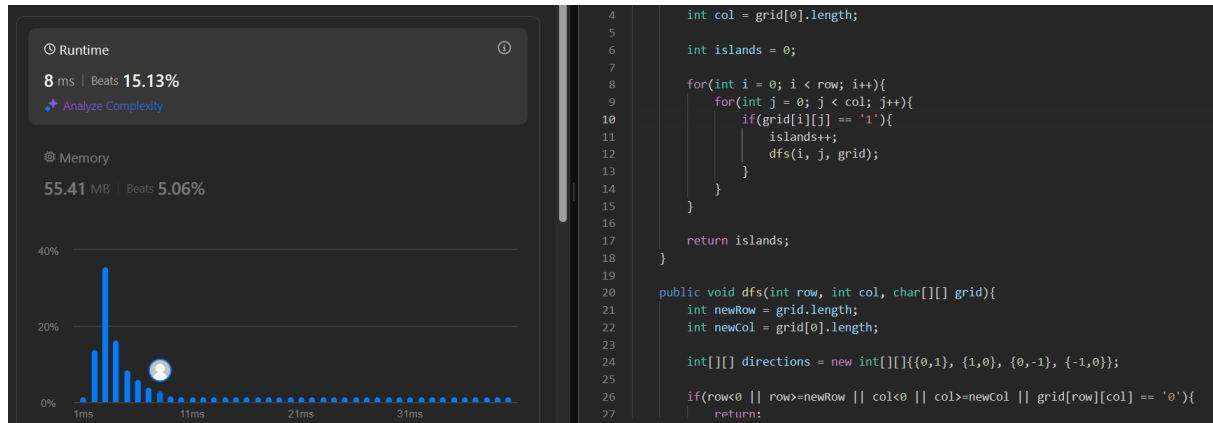 Runtime
8 ms | Beats 15.13%
Analyze Complexity
Memory
55.41 MB | Beats 5.06%
40%
20%
0%
1ms 11ms 21ms 31ms
4 int col = grid[0].length;
5
6 int islands = 0;
7
8 for(int i = 0; i < row; i++){
9 for(int j = 0; j < col; j++){
10 if(grid[i][j] == '1'){
11 islands++;
12 dfs(i, j, grid);
13 }
14 }
15 }
16
17 return islands;
18 }
19
20 public void dfs(int row, int col, char[][] grid){
21 int newRow = grid.length;
22 int newCol = grid[0].length;
23
24 int[][] directions = new int[][]{{0,1}, {1,0}, {0,-1}, {-1,0}};
25
26 if(row<0 || row>=newRow || col<0 || col>=newCol || grid[row][col] == '0'){
27 return;